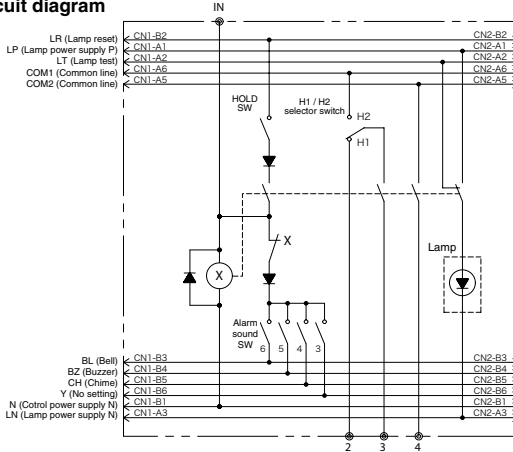 cuit diagram
IN
LR (Lamp reset) CN1-B2 CN2-B2
LP (Lamp power supply P) CN1-A1 CN2-A1
LT (Lamp test) CN1-A2 CN2-A2
COM1 (Common line) CN1-A6 CN2-A6
COM2 (Common line) CN1-A5 CN2-A5
HOLD
SW
H1 / H2
selector switch
H2
H1
X
Lamp
X
Alarm
sound
SW
6 5 4 3
BL (Bell) CN1-B3 CN2-B3
BZ (Buzzer) CN1-B4 CN2-B4
CH (Chime) CN1-B5 CN2-B5
Y (No setting) CN1-B6 CN2-B6
N (Cotrol power supply N) CN1-B1 CN2-B1
LN (Lamp power supply N) CN1-A3 CN2-A3
2 3 4